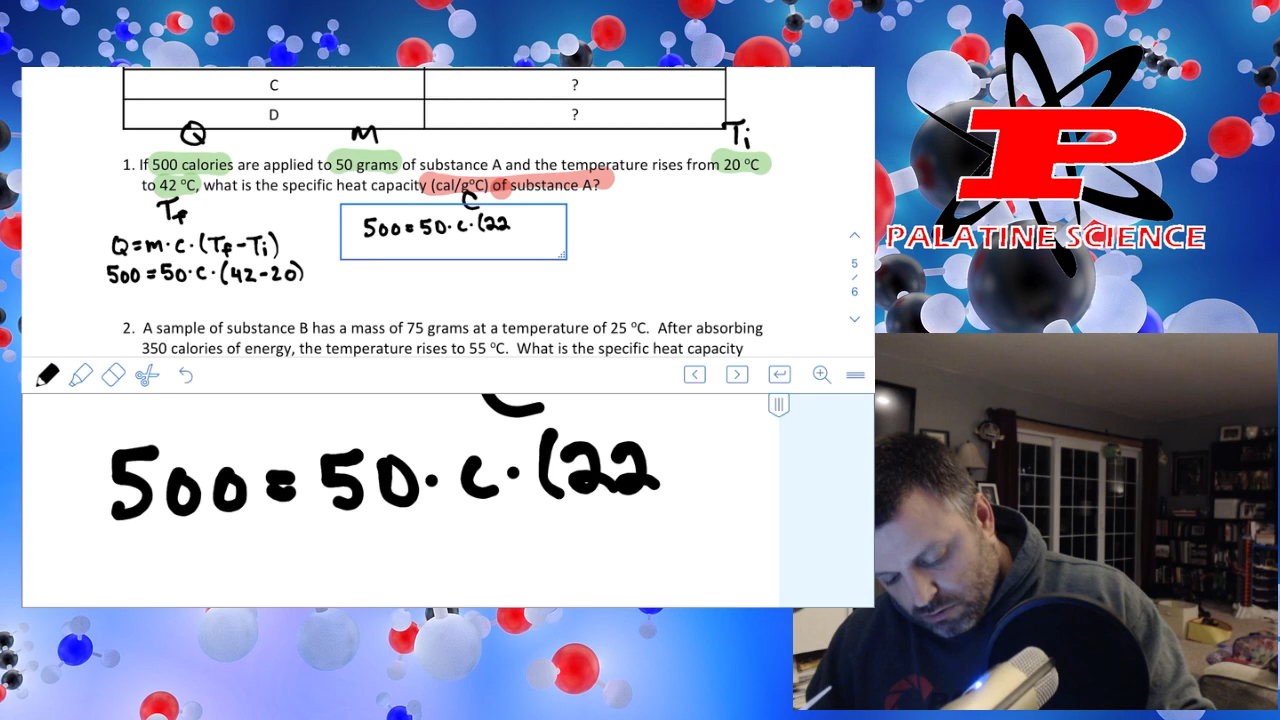 C ?
D ?
Q M Ti
1. If 500 calories are applied to 50 grams of substance A and the temperature rises from 20 °C
to 42 °C, what is the specific heat capacity (cal/g°C) of substance A?
Tf C
Q=m·c·(Tf-Ti)
500=50·c·(42-20)
500=50·c·(22
2. A sample of substance B has a mass of 75 grams at a temperature of 25 °C. After absorbing
350 calories of energy, the temperature rises to 55 °C. What is the specific heat capacity
5
/
6
500=50·c·(22
P
PALATINE SCIENCE